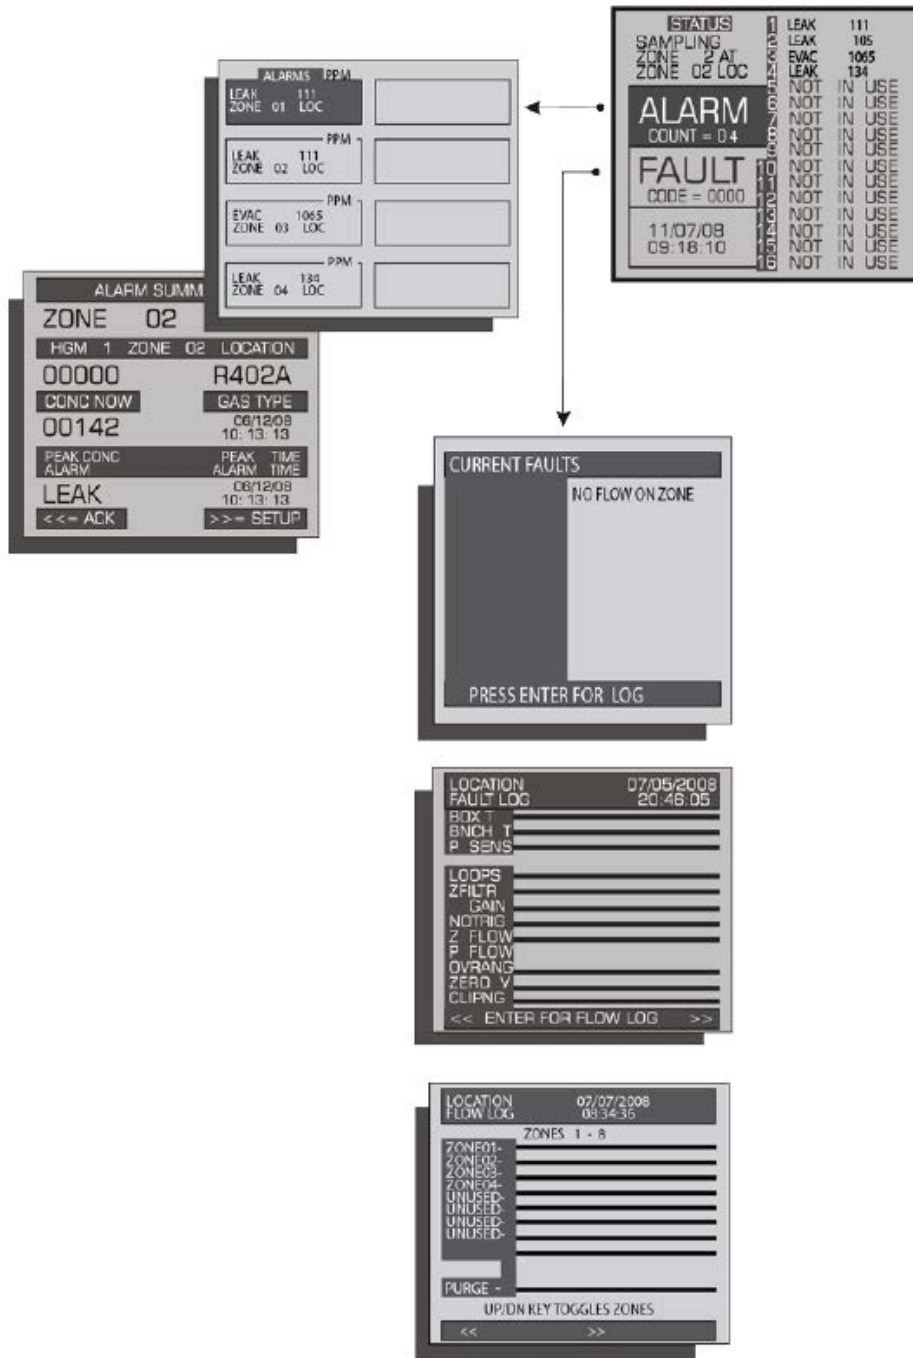 STATUS
SAMPLING
ZONE 2 AT
ZONE 02 LOC
ALARM
COUNT = 04
FAULT
CODE = 0000
11/07/08
09:18:10
1 LEAK 111
2 LEAK 105
3 EVAC 1065
4 LEAK 134
5 NOT IN USE
6 NOT IN USE
7 NOT IN USE
8 NOT IN USE
9 NOT IN USE
10 NOT IN USE
11 NOT IN USE
12 NOT IN USE
13 NOT IN USE
14 NOT IN USE
15 NOT IN USE
16 NOT IN USE
ALARMS PPM
LEAK 111
ZONE 01 LOC
PPM
LEAK 111
ZONE 02 LOC
PPM
EVAC 1065
ZONE 03 LOC
PPM
LEAK 134
ZONE 04 LOC
ALARM SUMM
ZONE 02
HGM 1 ZONE 02 LOCATION
00000 R402A
CONC NOW GAS TYPE
00142 06/12/08
10: 13: 13
PEAK CONC PEAK TIME
ALARM ALARM TIME
LEAK 06/12/08
10: 13: 13
<<= ACK >>= SETUP
CURRENT FAULTS
NO FLOW ON ZONE
PRESS ENTER FOR LOG
LOCATION 07/05/2008
FAULT LOG 20:46:05
BOX T
BNCH T
P SENS
LOOPS
ZFILTR
GAIN
NOTRIG
Z FLOW
P FLOW
OVRANG
ZERO V
CLIPNG
<< ENTER FOR FLOW LOG >>
LOCATION 07/07/2008
FLOW LOG 08:34:36
ZONES 1 - 8
ZONE01-
ZONE02-
ZONE03-
ZONE04-
UNUSED-
UNUSED-
UNUSED-
UNUSED-
PURGE -
UP/DN KEY TOGGLES ZONES
<< >>